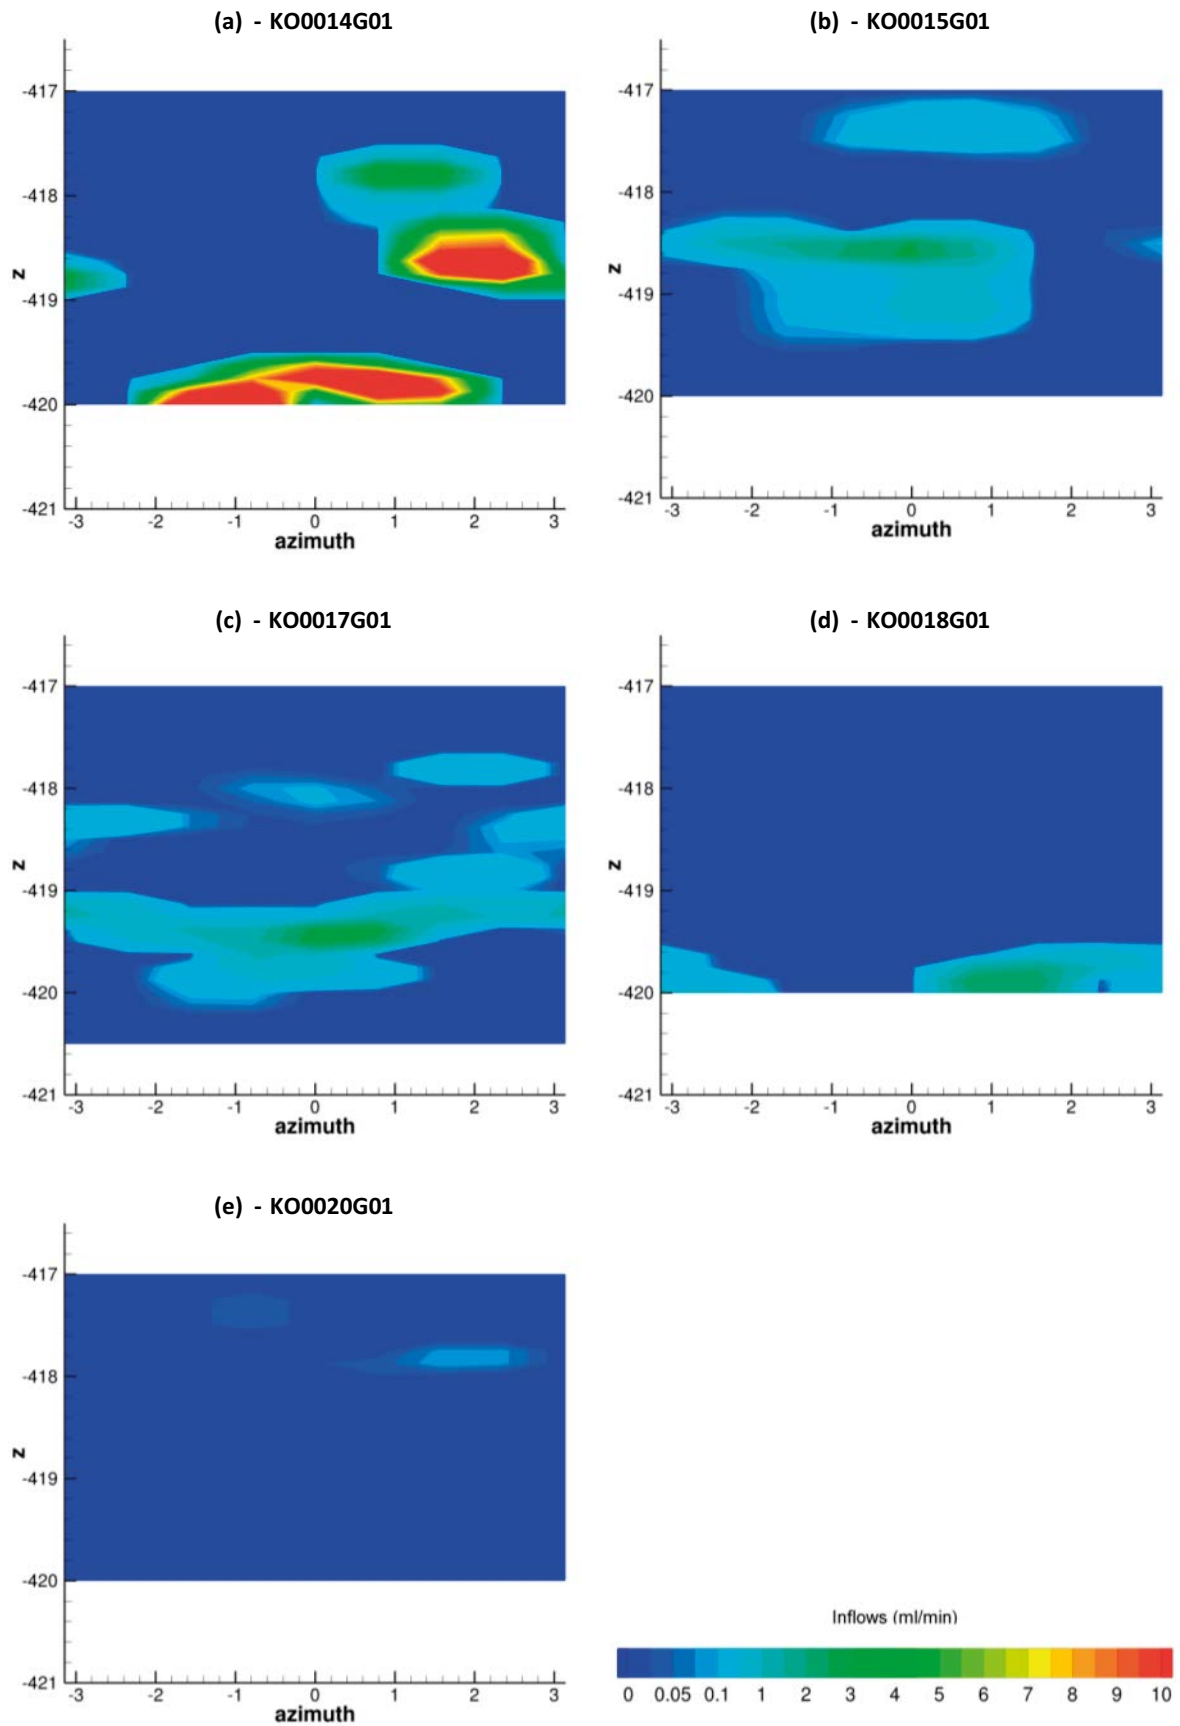 (a) - KO0014G01
-417
-418
-419
-420
-421
z
-3 -2 -1 0 1 2 3
azimuth
(b) - KO0015G01
-417
-418
-419
-420
-421
z
-3 -2 -1 0 1 2 3
azimuth
(c) - KO0017G01
-417
-418
-419
-420
-421
z
-3 -2 -1 0 1 2 3
azimuth
(d) - KO0018G01
-417
-418
-419
-420
-421
z
-3 -2 -1 0 1 2 3
azimuth
(e) - KO0020G01
-417
-418
-419
-420
-421
z
-3 -2 -1 0 1 2 3
azimuth
Inflows (ml/min)
0 0.05 0.1 1 2 3 4 5 6 7 8 9 10